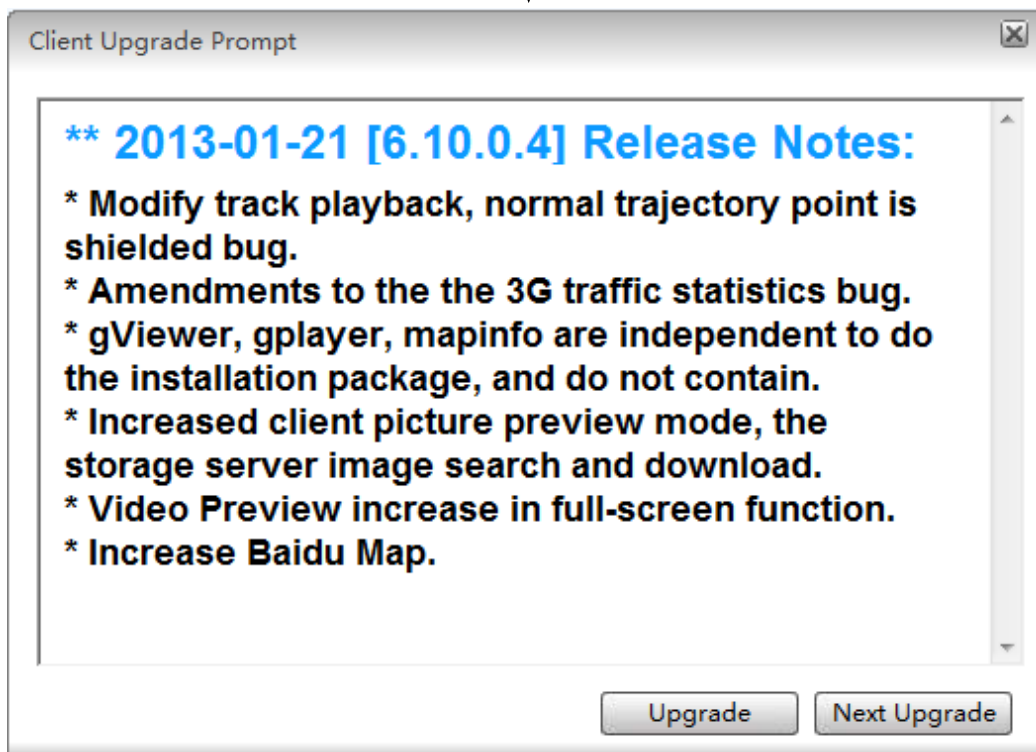 Client Upgrade Prompt
** 2013-01-21 [6.10.0.4] Release Notes:
* Modify track playback, normal trajectory point is
shielded bug.
* Amendments to the the 3G traffic statistics bug.
* gViewer, gplayer, mapinfo are independent to do
the installation package, and do not contain.
* Increased client picture preview mode, the
storage server image search and download.
* Video Preview increase in full-screen function.
* Increase Baidu Map.
Upgrade
Next Upgrade